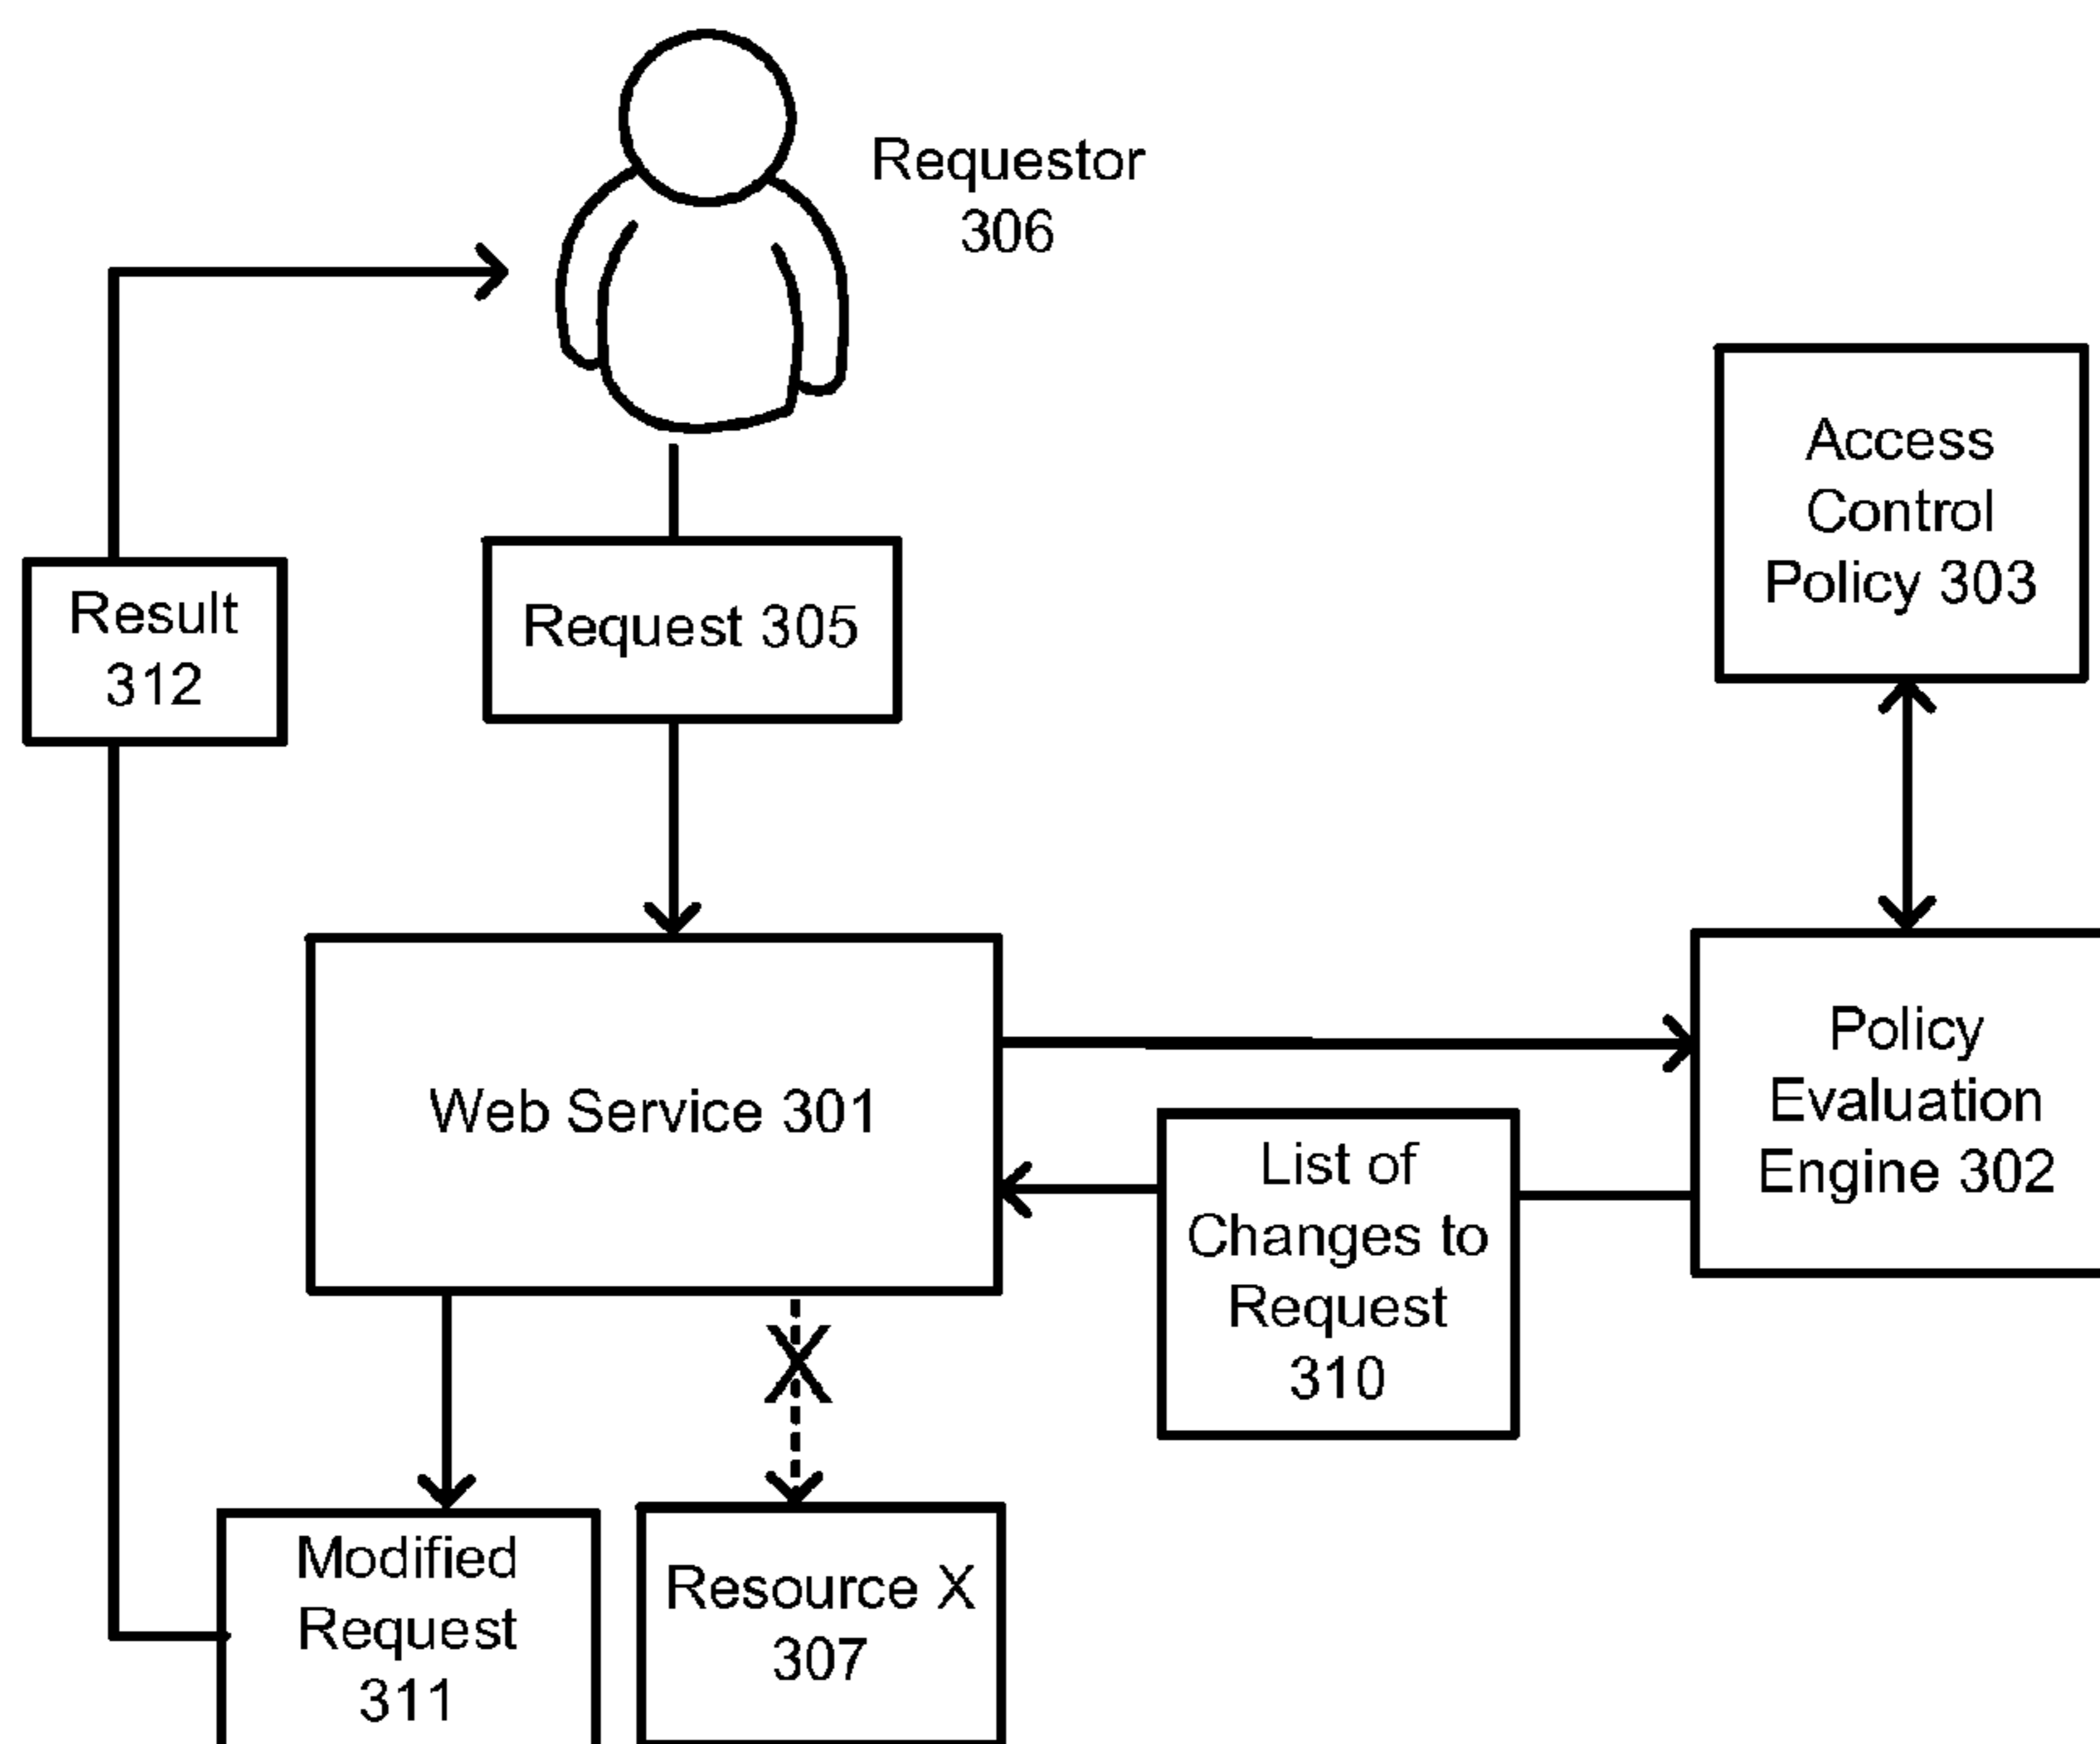 Requestor
306
Access
Control
Policy 303
Result
312
Request 305
Web Service 301
Policy
Evaluation
Engine 302
List of
Changes to
Request
310
X
Modified
Request
311
Resource X
307